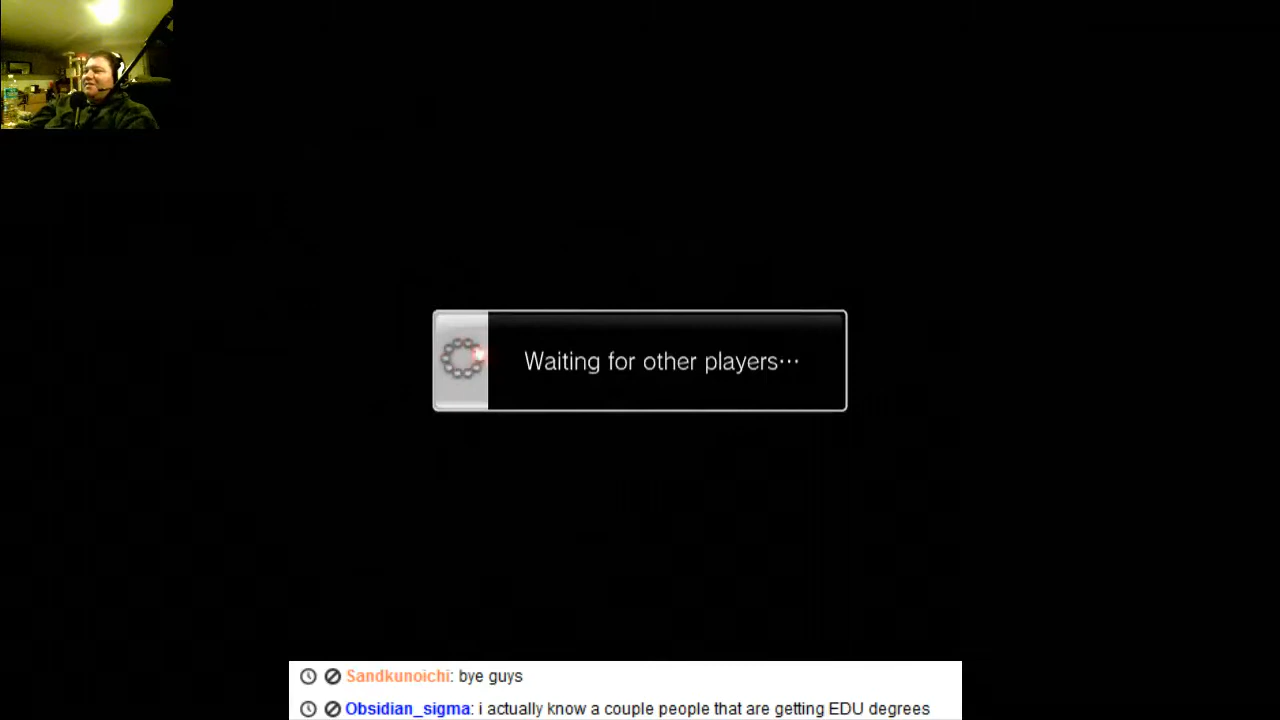 Waiting for other players···
Sandkunoichi: bye guys
Obsidian_sigma: i actually know a couple people that are getting EDU degrees